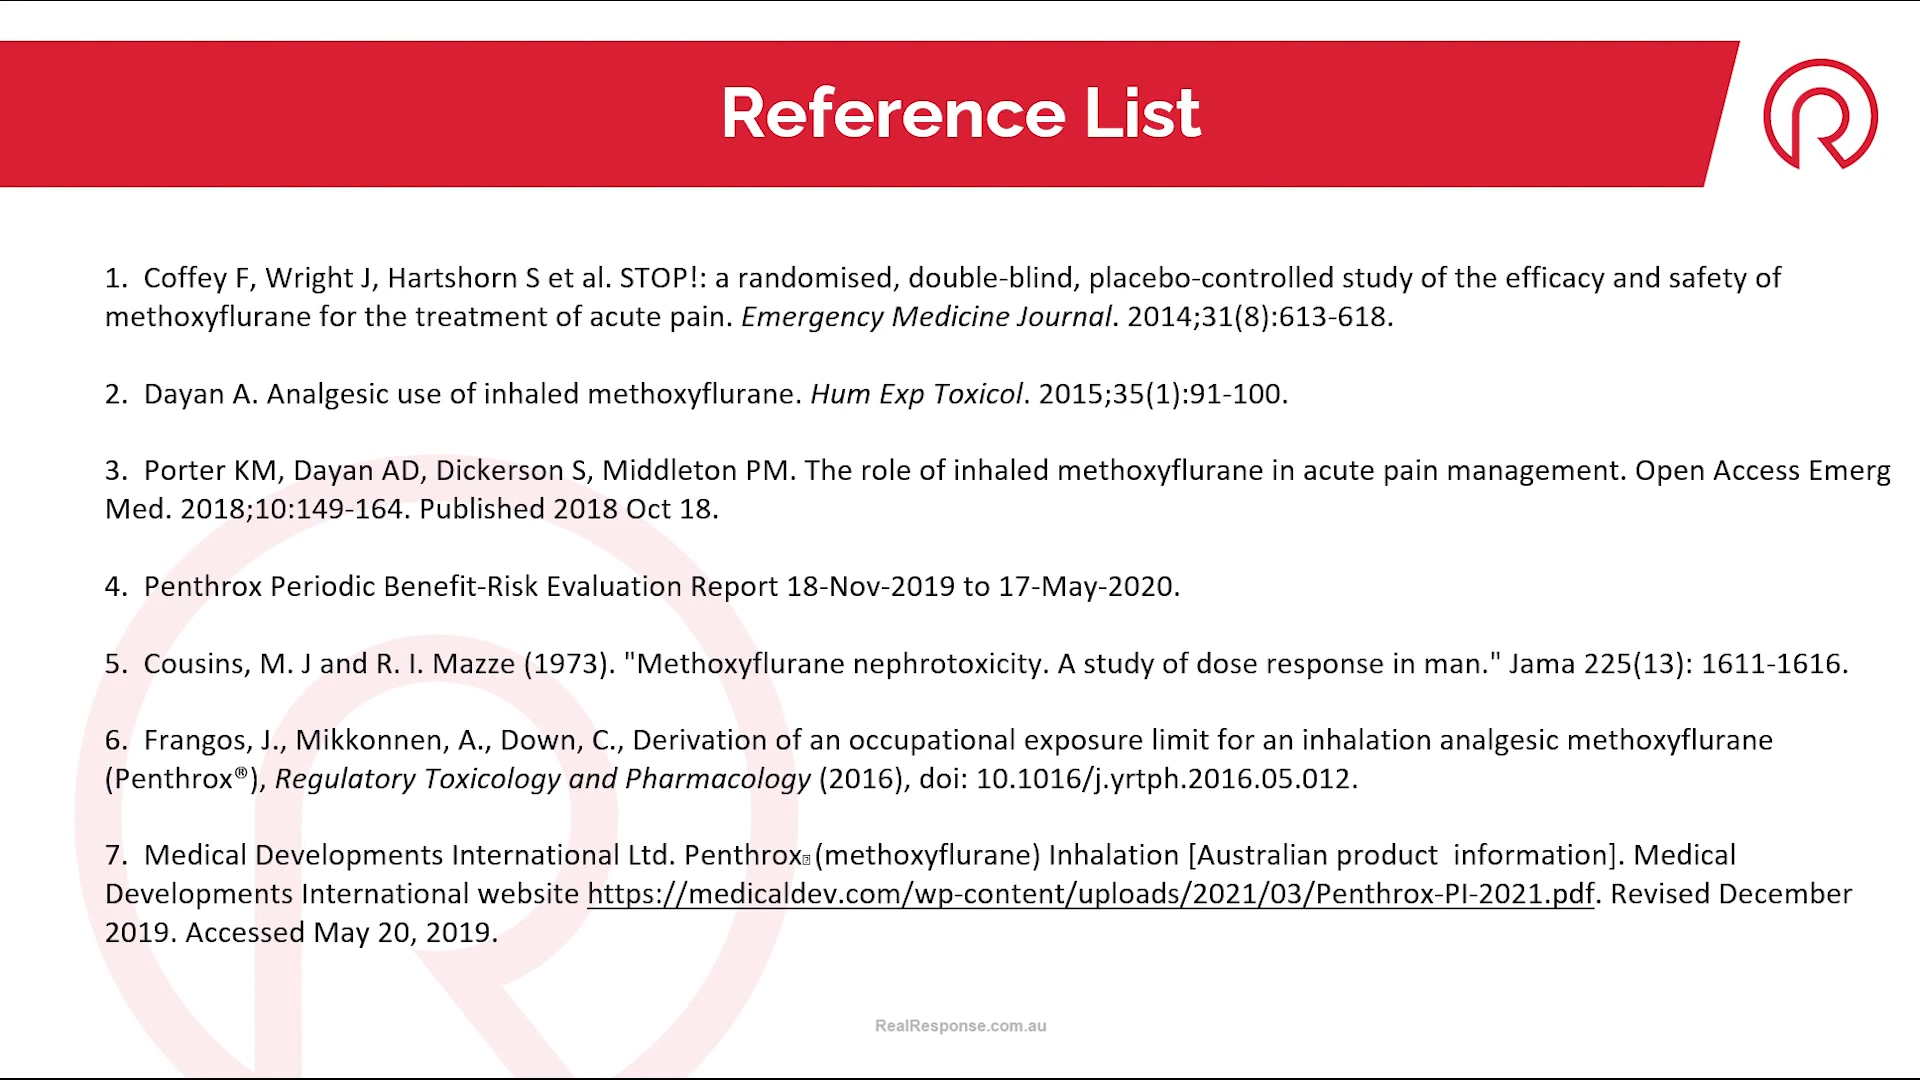 Reference List
1. Coffey F, Wright J, Hartshorn S et al. STOP!: a randomised, double-blind, placebo-controlled study of the efficacy and safety of
methoxyflurane for the treatment of acute pain. Emergency Medicine Journal. 2014;31(8):613-618.
2. Dayan A. Analgesic use of inhaled methoxyflurane. Hum Exp Toxicol. 2015;35(1):91-100.
3. Porter KM, Dayan AD, Dickerson S, Middleton PM. The role of inhaled methoxyflurane in acute pain management. Open Access Emerg
Med. 2018;10:149-164. Published 2018 Oct 18.
4. Penthrox Periodic Benefit-Risk Evaluation Report 18-Nov-2019 to 17-May-2020.
5. Cousins, M. J and R. I. Mazze (1973). "Methoxyflurane nephrotoxicity. A study of dose response in man." Jama 225(13): 1611-1616.
6. Frangos, J., Mikkonnen, A., Down, C., Derivation of an occupational exposure limit for an inhalation analgesic methoxyflurane
(Penthrox®), Regulatory Toxicology and Pharmacology (2016), doi: 10.1016/j.yrtph.2016.05.012.
7. Medical Developments International Ltd. Penthrox (methoxyflurane) Inhalation [Australian product information]. Medical
Developments International website https://medicaldev.com/wp-content/uploads/2021/03/Penthrox-PI-2021.pdf. Revised December
2019. Accessed May 20, 2019.
RealResponse.com.au